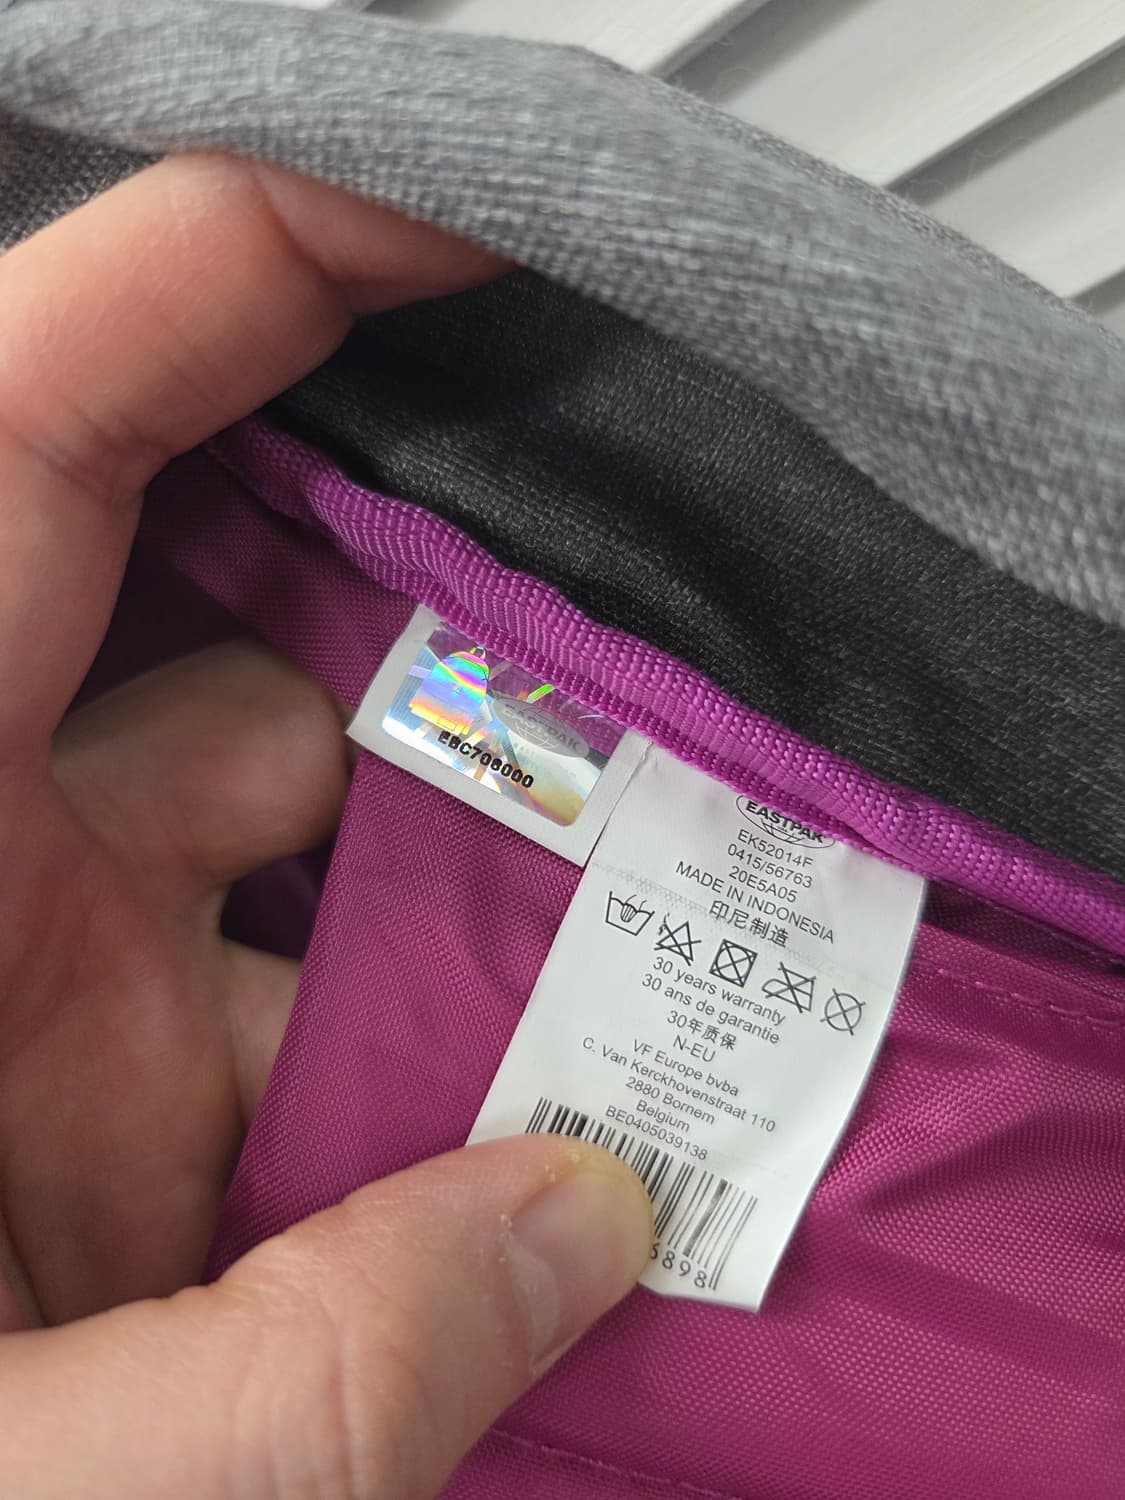 EASTPAK
EBC708000
EASTPAK
EK52014F
0415/56763
20E5A05
MADE IN INDONESIA
印尼制造
30 years warranty
30 ans de garantie
30年质保
N-EU
VF Europe bvba
C. Van Kerckhovenstraat 110
2880 Bornem
Belgium
BE0405039138
6898